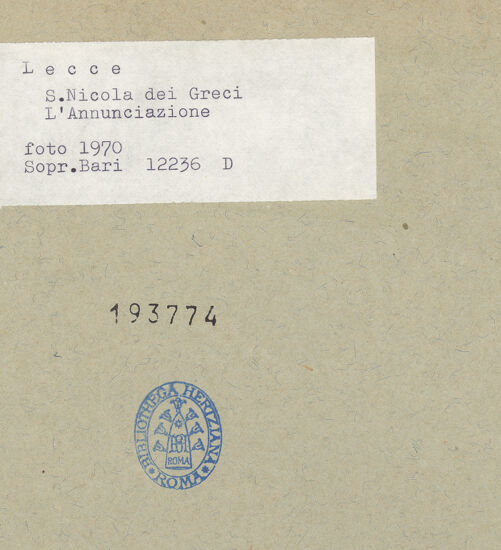 L e c c e
S.Nicola dei Greci
L'Annunciazione
foto 1970
Sopr.Bari 12236 D
193774
BIBLIOTHECA HERTZIANA
ROMA
* ROMA *